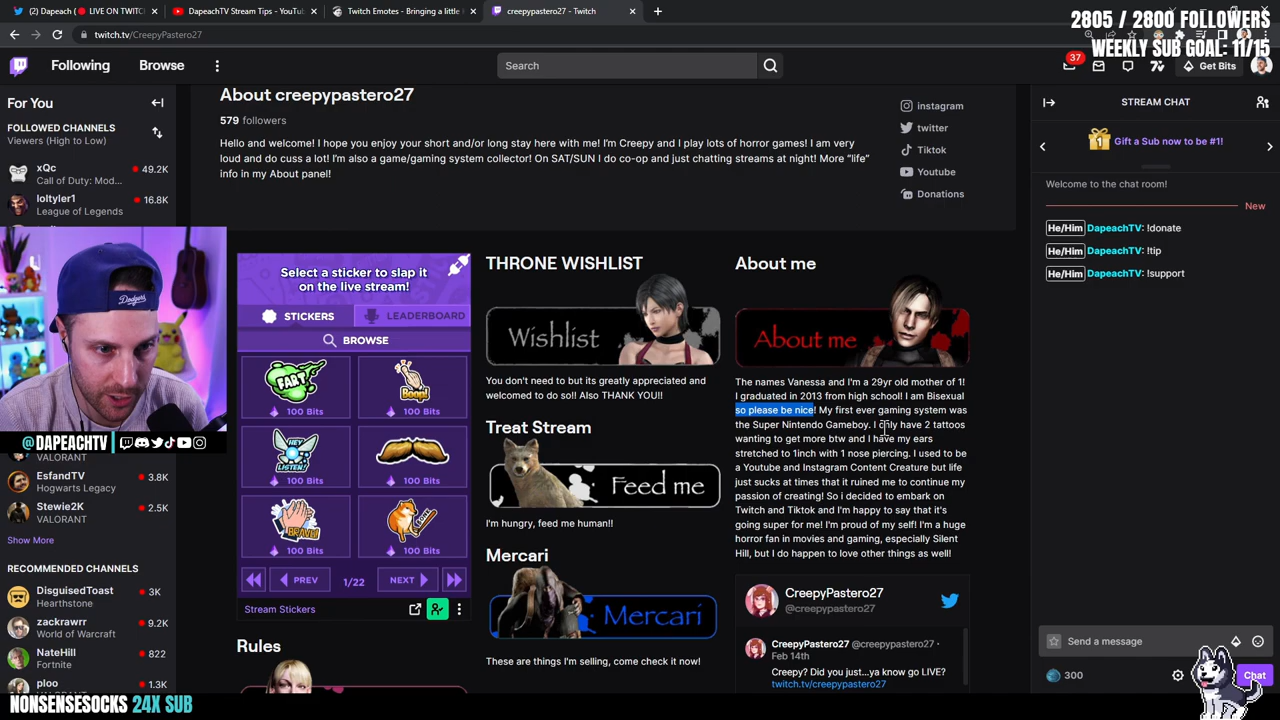 (2) Dapeach ( LIVE ON TWITC
DapeachTV Stream Tips - YouTu
Twitch Emotes - Bringing a little
creepypastero27 - Twitch
twitch.tv/CreepyPastero27
2805 / 2800 FOLLOWERS
WEEKLY SUB GOAL: 11/15
Following
Browse
Search
37
Get Bits
For You
FOLLOWED CHANNELS
Viewers (High to Low)
xQc
49.2K
Call of Duty: Mod...
loltyler1
16.8K
League of Legends
@DAPEACHTV
VALORANT
EsfandTV
3.8K
Hogwarts Legacy
Stewie2K
2.5K
VALORANT
Show More
RECOMMENDED CHANNELS
DisguisedToast
3K
Hearthstone
zackrawrr
9.2K
World of Warcraft
NateHill
822
Fortnite
ploo
1.3K
NONSENSESOCKS 24X SUB
Dodgers
About creepypastero27
579 followers
Hello and welcome! I hope you enjoy your short and/or long stay here with me! I'm Creepy and I play lots of horror games! I am very
loud and do cuss a lot! I'm also a game/gaming system collector! On SAT/SUN I do co-op and just chatting streams at night! More "life"
info in my About panel!
instagram
twitter
Tiktok
Youtube
Donations
Select a sticker to slap it
on the live stream!
STICKERS
LEADERBOARD
BROWSE
FART
100 Bits
Boop!
100 Bits
HEY
LISTEN!
100 Bits
100 Bits
BRAVO!
100 Bits
100 Bits
PREV
1/22
NEXT
Stream Stickers
Rules
THRONE WISHLIST
Wishlist
You don't need to but its greatly appreciated and
welcomed to do so!! Also THANK YOU!!
Treat Stream
Feed me
I'm hungry, feed me human!!
Mercari
Mercari
These are things I'm selling, come check it now!
About me
About me
The names Vanessa and I'm a 29yr old mother of 1!
I graduated in 2013 from high school! I am Bisexual
so please be nice! My first ever gaming system was
the Super Nintendo Gameboy. I only have 2 tattoos
wanting to get more btw and I have my ears
stretched to 1inch with 1 nose piercing. I used to be
a Youtube and Instagram Content Creature but life
just sucks at times that it ruined me to continue my
passion of creating! So i decided to embark on
Twitch and Tiktok and I'm happy to say that it's
going super for me! I'm proud of my self! I'm a huge
horror fan in movies and gaming, especially Silent
Hill, but I do happen to love other things as well!
CreepyPastero27
@CreepyPastero27
CreepyPastero27 @creepypastero27 ·
Feb 14th
Creepy? Did you just...ya know go LIVE?
twitch.tv/creepypastero27
STREAM CHAT
1
Gift a Sub now to be #1!
Welcome to the chat room!
New
He/Him DapeachTV: !donate
He/Him DapeachTV: !tip
He/Him DapeachTV: !support
Send a message
300
Chat